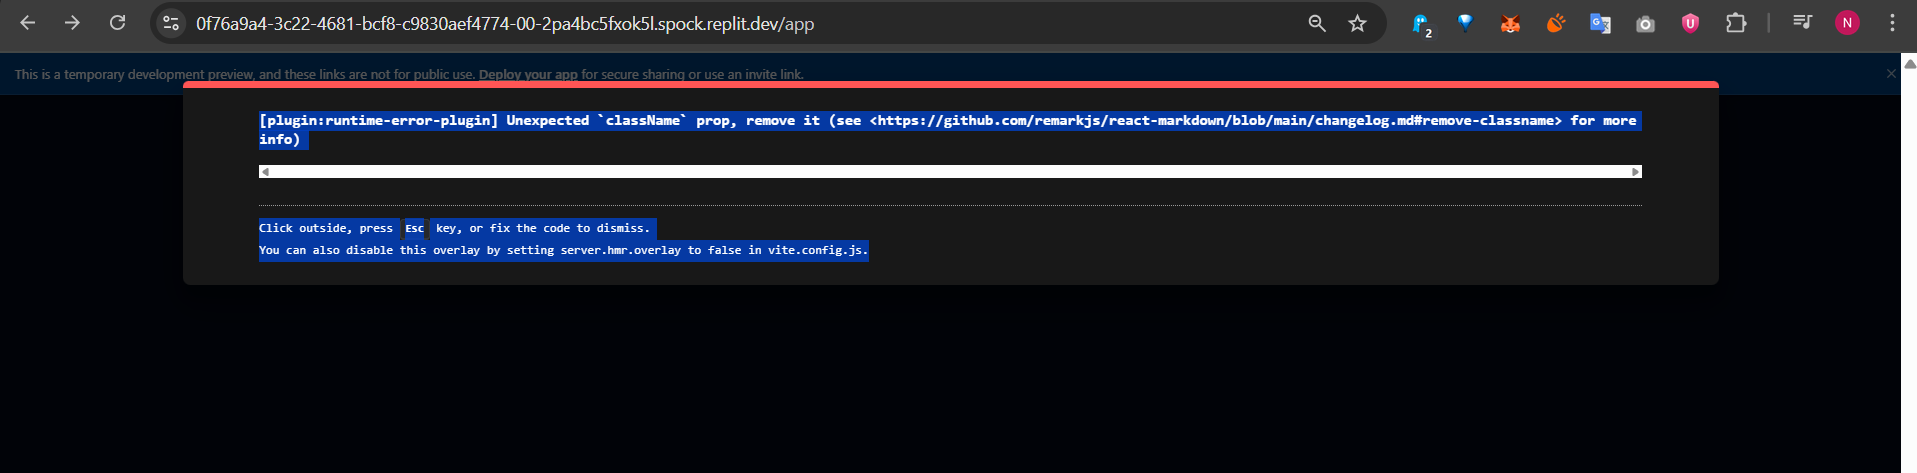 0f76a9a4-3c22-4681-bcf8-c9830aef4774-00-2pa4bc5fxok5l.spock.replit.dev/app
2
G
U
N
This is a temporary development preview, and these links are not for public use. Deploy your app for secure sharing or use an invite link.
[plugin:runtime-error-plugin] Unexpected `className` prop, remove it (see <https://github.com/remarkjs/react-markdown/blob/main/changelog.md#remove-classname> for more
info)
Click outside, press Esc key, or fix the code to dismiss.
You can also disable this overlay by setting server.hmr.overlay to false in vite.config.js.